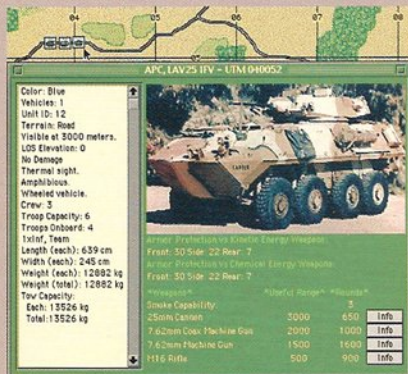 04 05 06 07 08
APC, LAV25 IFV - UTM 040052
Color: Blue
Vehicles: 1
Unit ID: 12
Terrain: Road
Visible at 3000 meters.
LOS Elevation: 0
No Damage
Thermal sight.
Amphibious.
Wheeled vehicle.
Crew: 3
Troop Capacity: 6
Troops Onboard: 4
1xInf, Team
Length (each): 639 cm
Width (each): 245 cm
Weight (each): 12882 kg
Weight (total): 12882 kg
Tow Capacity:
Each: 13526 kg
Total: 13526 kg
Armor Protection vs Kinetic Energy Weapons:
Front: 30 Side: 22 Rear: 7
Armor Protection vs Chemical Energy Weapons:
Front: 30 Side: 22 Rear: 7
*Weapons* *Useful Range* *Rounds*
Smoke Capability: 3
25mm Cannon 3000 650 Info
7.62mm Coax Machine Gun 2000 1000 Info
7.62mm Machine Gun 1500 1600 Info
M16 Rifle 500 900 Info